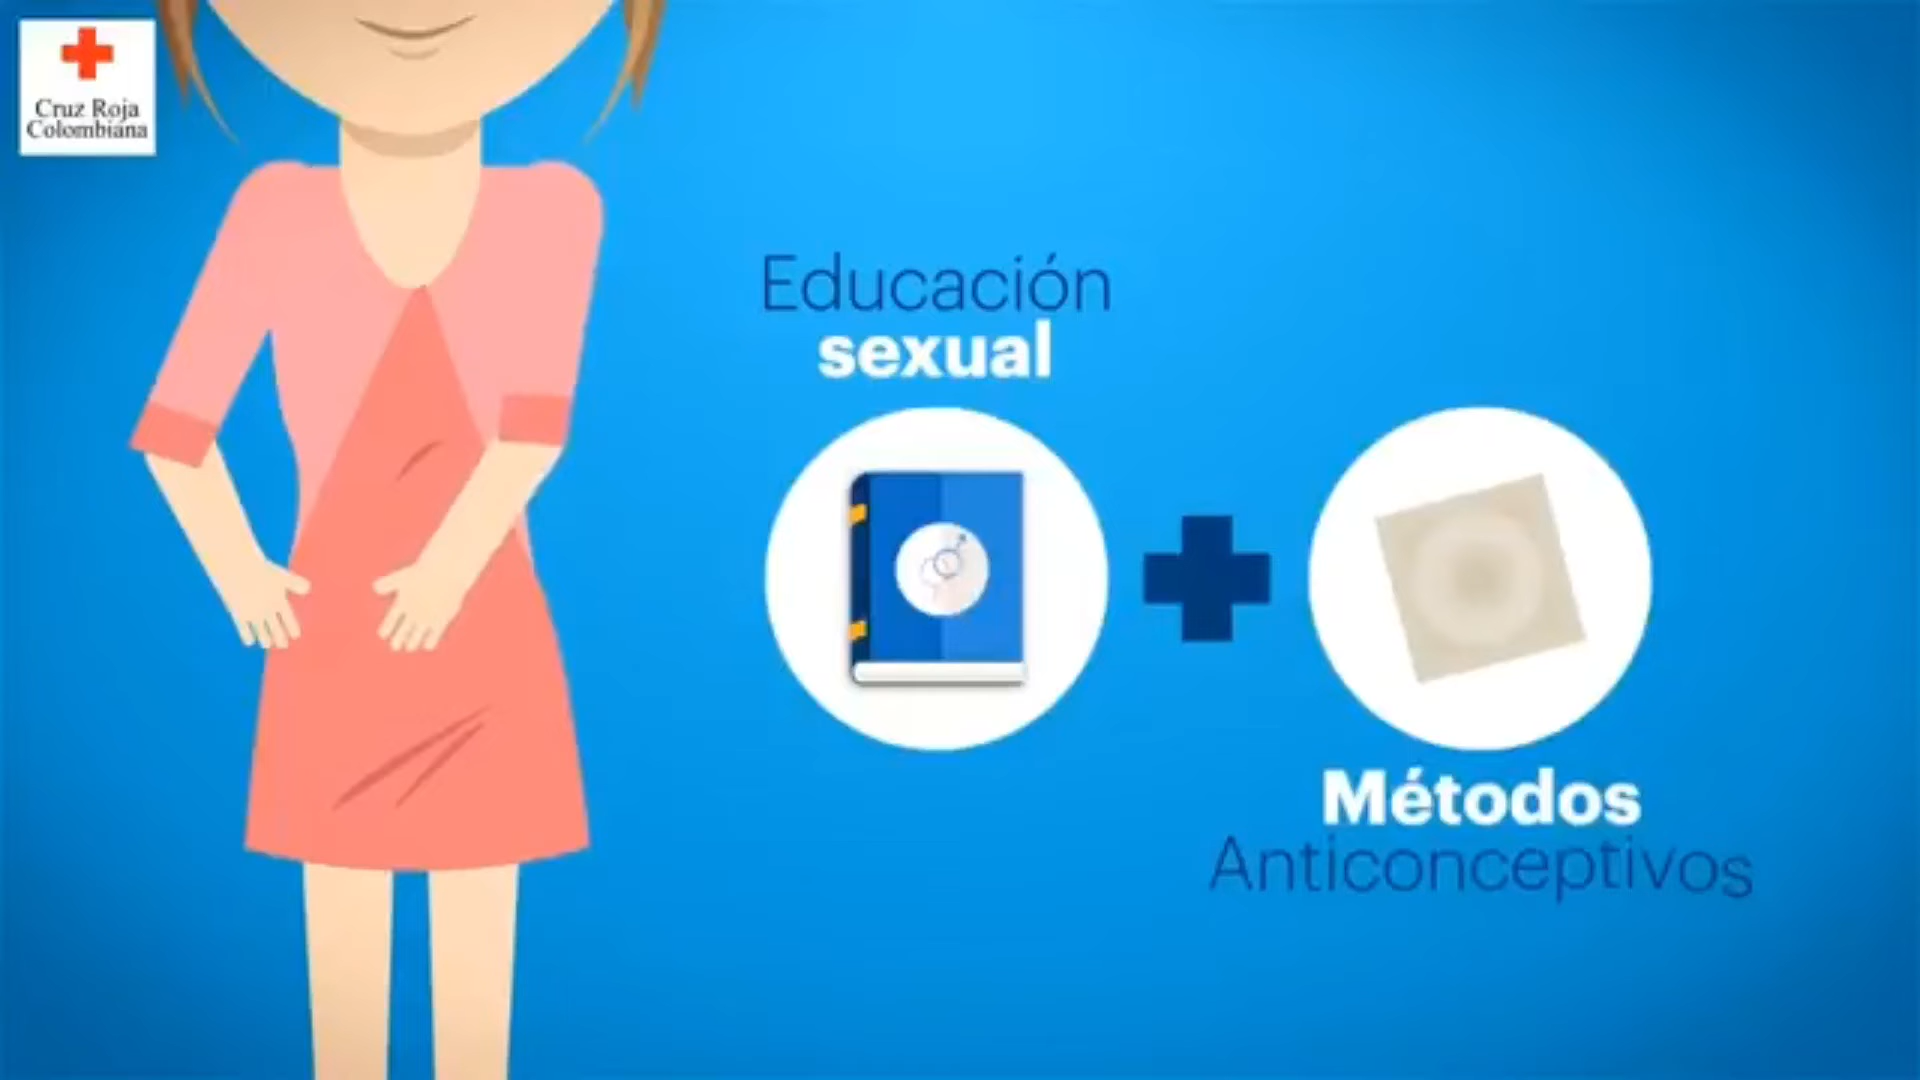 Cruz Roja
Colombiana
Educación
sexual
Métodos
Anticonceptivos